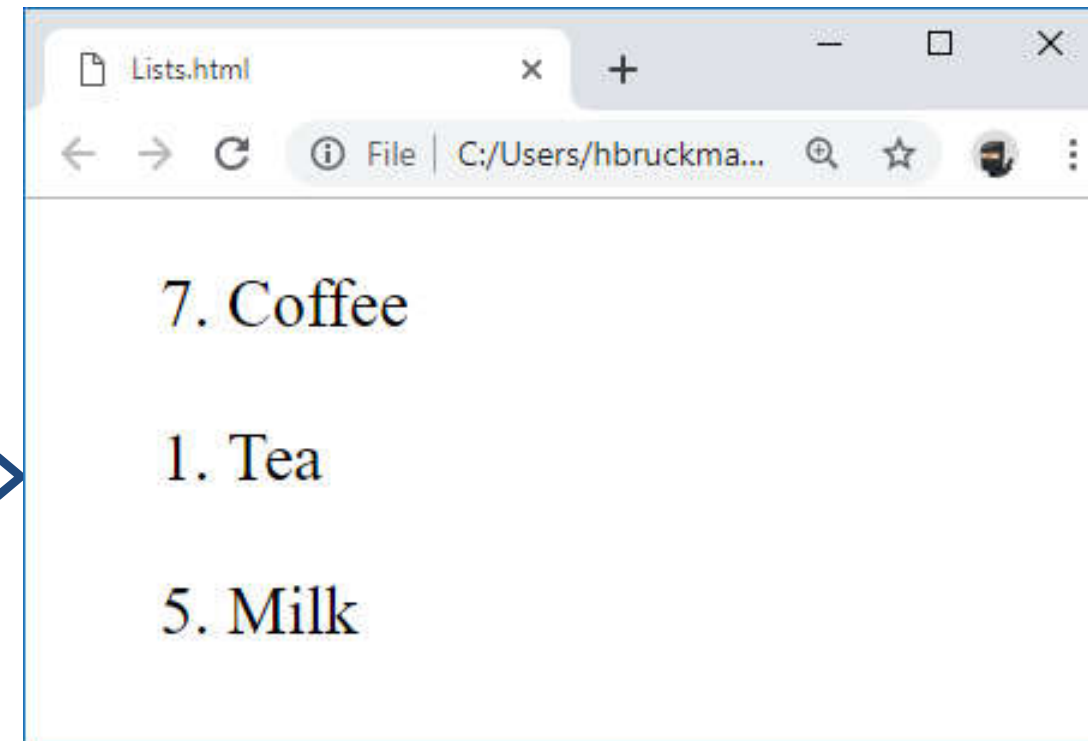 Lists.html
File | C:/Users/hbruckma...
7. Coffee
1. Tea
5. Milk